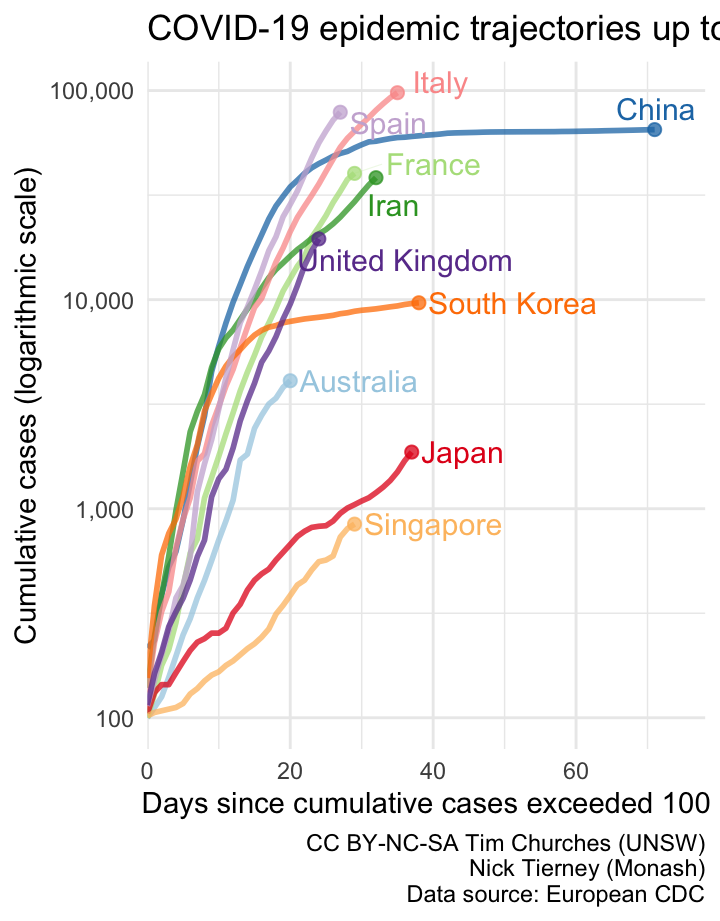 COVID-19 epidemic trajectories up to
Cumulative cases (logarithmic scale)
100,000
10,000
1,000
100
Italy
China
Spain
France
Iran
United Kingdom
South Korea
Australia
Japan
Singapore
0 20 40 60
Days since cumulative cases exceeded 100
CC BY-NC-SA Tim Churches (UNSW)
Nick Tierney (Monash)
Data source: European CDC